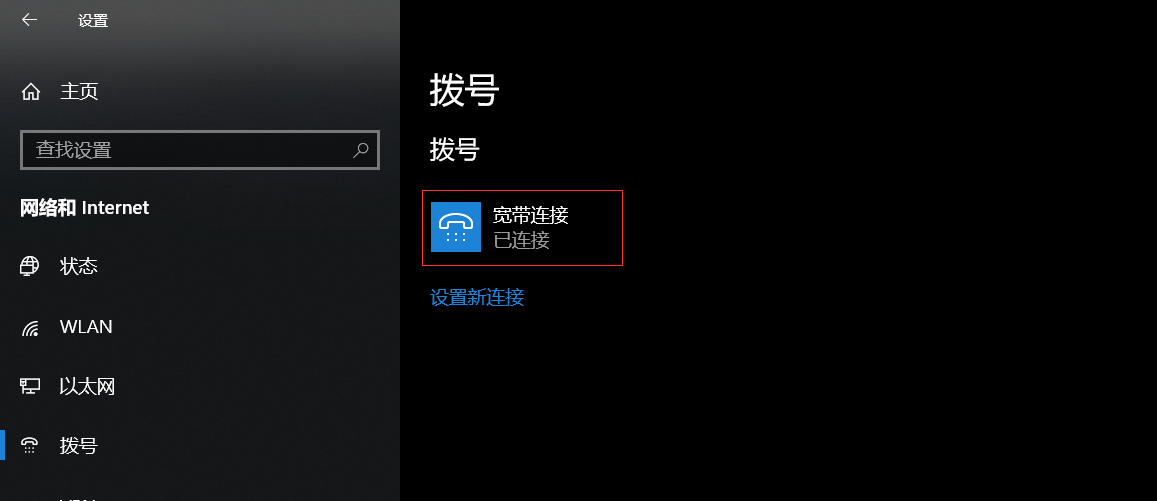 设置
主页
查找设置
网络和 Internet
状态
WLAN
以太网
拨号
拨号
拨号
宽带连接
已连接
设置新连接